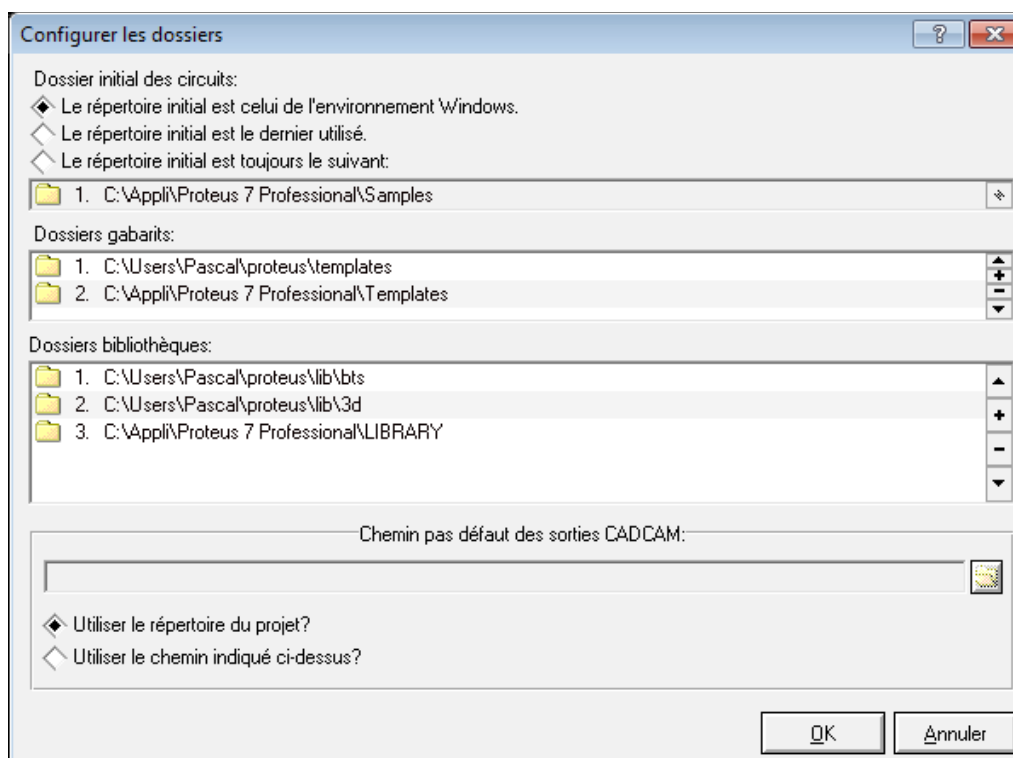 Configurer les dossiers
Dossier initial des circuits:
Le répertoire initial est celui de l'environnement Windows.
Le répertoire initial est le dernier utilisé.
Le répertoire initial est toujours le suivant:
1. C:\Appli\Proteus 7 Professional\Samples
Dossiers gabarits:
1. C:\Users\Pascal\proteus\templates
2. C:\Appli\Proteus 7 Professional\Templates
Dossiers bibliothèques:
1. C:\Users\Pascal\proteus\lib\bts
2. C:\Users\Pascal\proteus\lib\3d
3. C:\Appli\Proteus 7 Professional\LIBRARY
Chemin pas défaut des sorties CADCAM:
Utiliser le répertoire du projet?
Utiliser le chemin indiqué ci-dessus?
OK Annuler